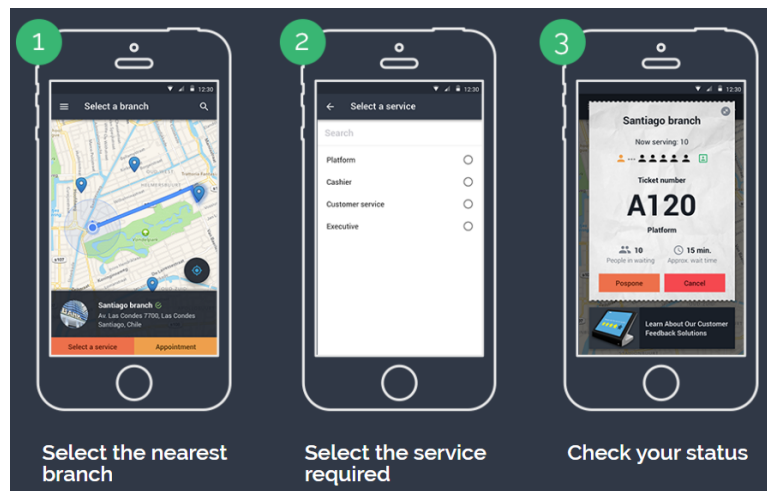 1
12:30
Select a branch
Vondelpark
Santiago branch
Av. Las Condes 7700, Las Condes
Santiago, Chile
Select a service
Appointment
Select the nearest
branch
2
12:30
Select a service
Search
Platform
Cashier
Customer service
Executive
Select the service
required
3
12:30
Santiago branch
Now serving: 10
Ticket number
A120
Platform
10
People in waiting
15 min.
Approx. wait time
Pospone
Cancel
Learn About Our Customer
Feedback Solutions
Check your status